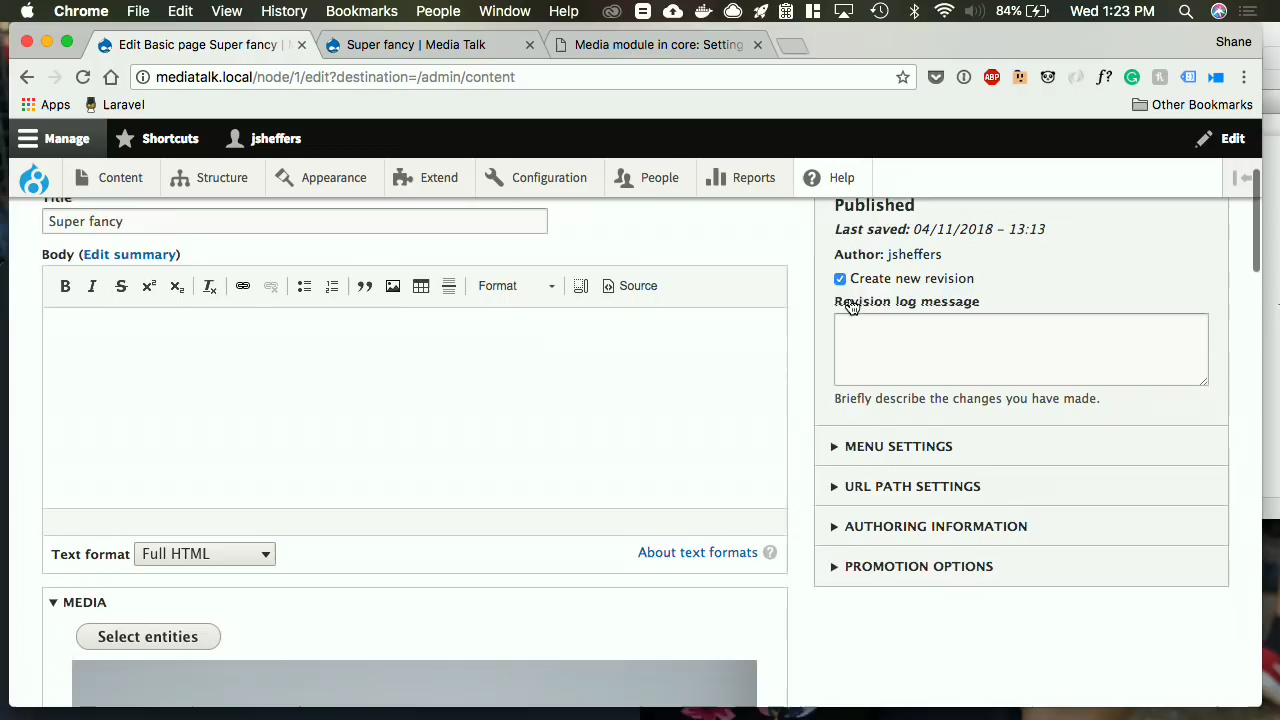 Chrome File Edit View History Bookmarks People Window Help 84% Wed 1:23 PM
Edit Basic page Super fancy | Super fancy | Media Talk Media module in core: Setting Shane
mediatalk.local/node/1/edit?destination=/admin/content ABP f?
Apps Laravel Other Bookmarks
Manage Shortcuts jsheffers Edit
Content Structure Appearance Extend Configuration People Reports Help
Title
Super fancy
Body (Edit summary)
B I S x² x₂ Tx Format Source
Text format Full HTML About text formats ?
MEDIA
Select entities
Published
Last saved: 04/11/2018 - 13:13
Author: jsheffers
Create new revision
Revision log message
Briefly describe the changes you have made.
MENU SETTINGS
URL PATH SETTINGS
AUTHORING INFORMATION
PROMOTION OPTIONS